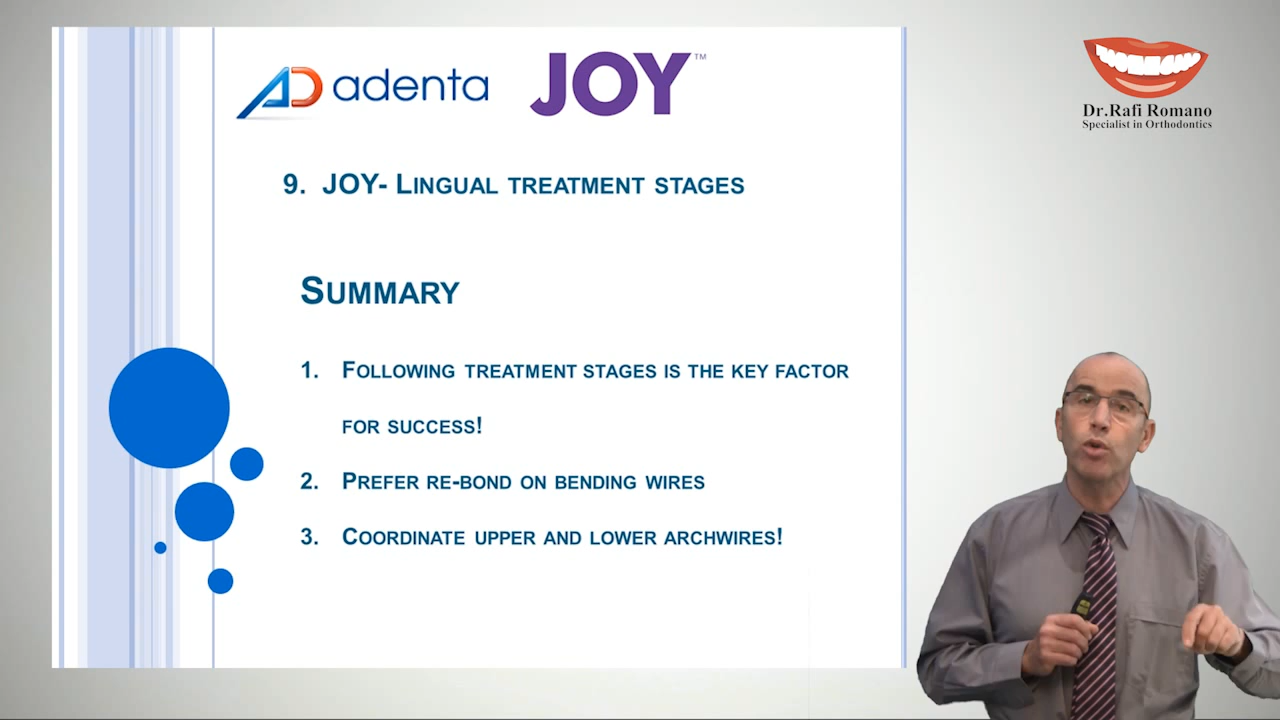 adenta JOY™
Dr.Rafi Romano
Specialist in Orthodontics
9. JOY- LINGUAL TREATMENT STAGES
SUMMARY
1. FOLLOWING TREATMENT STAGES IS THE KEY FACTOR
FOR SUCCESS!
2. PREFER RE-BOND ON BENDING WIRES
3. COORDINATE UPPER AND LOWER ARCHWIRES!